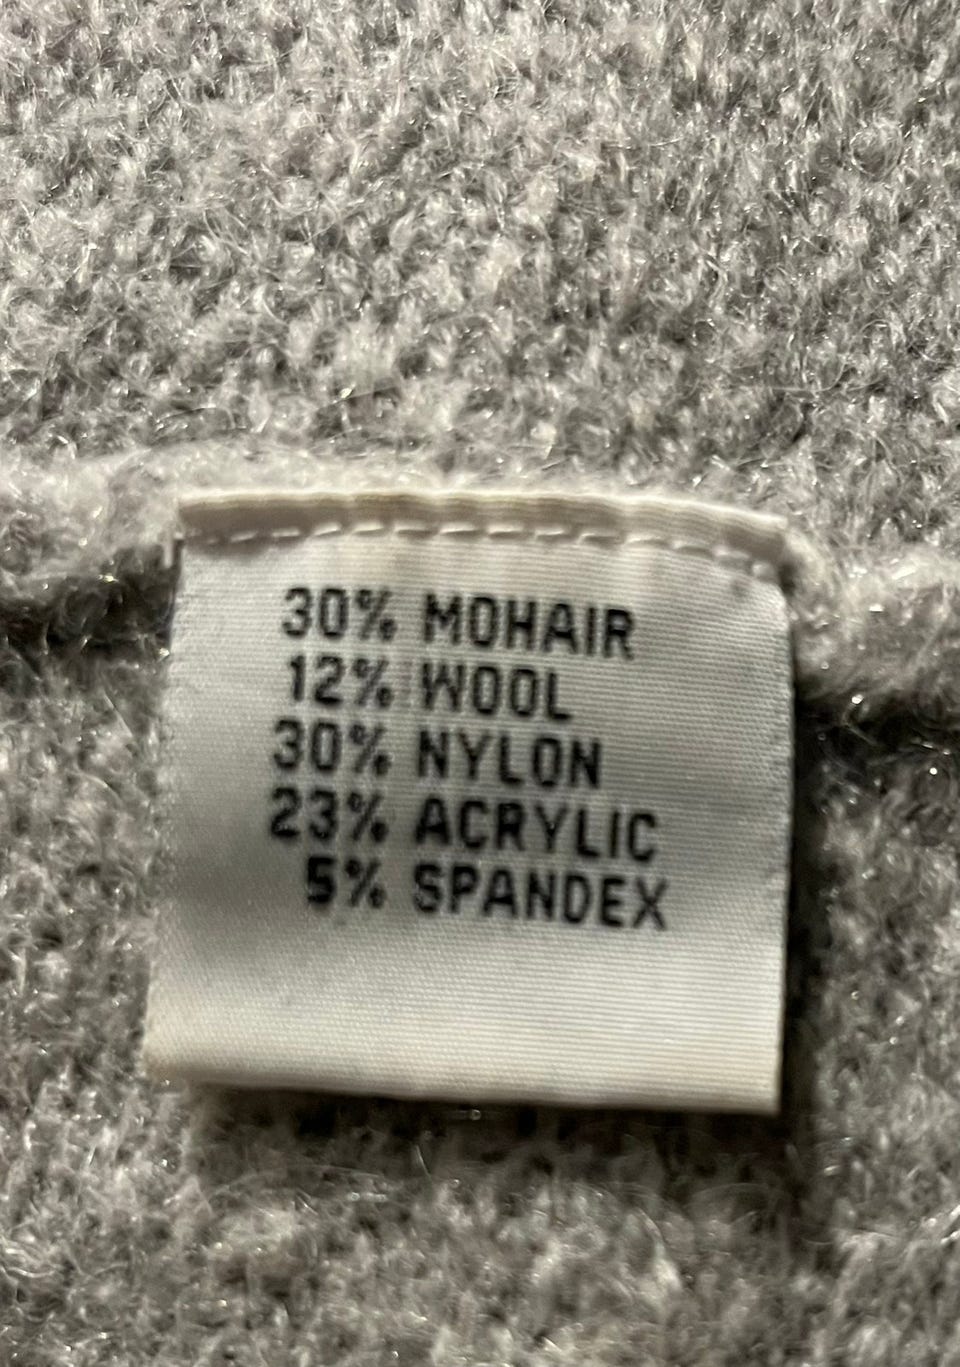 30% MOHAIR
12% WOOL
30% NYLON
23% ACRYLIC
5% SPANDEX